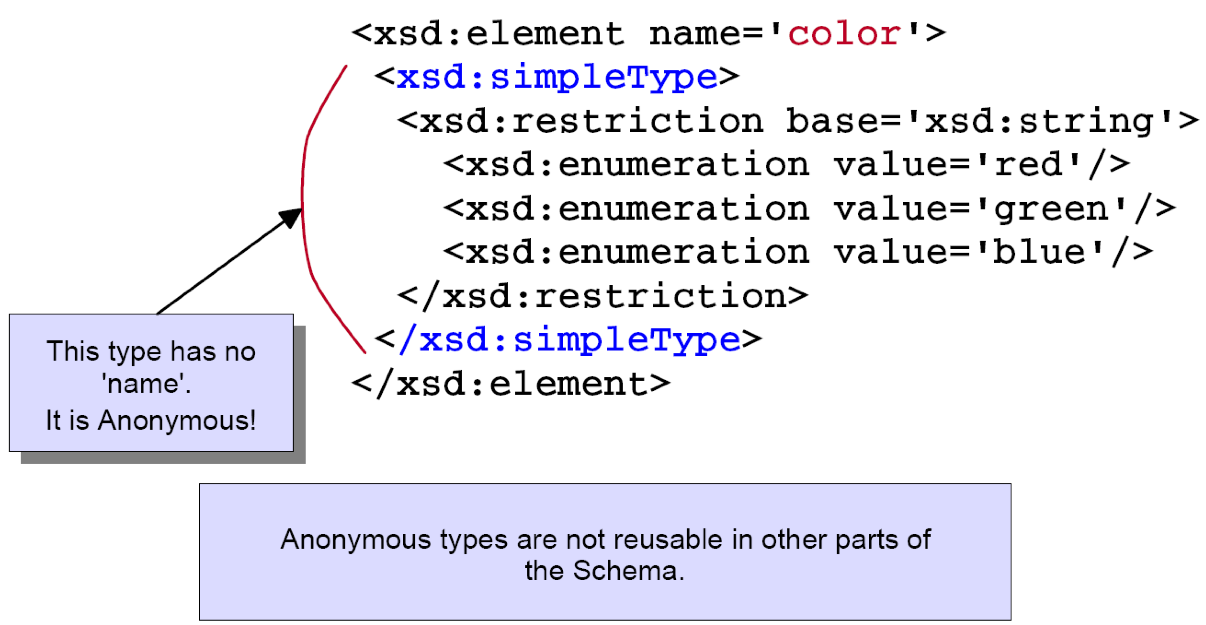 <xsd:element name='color'>
<xsd:simpleType>
<xsd:restriction base='xsd:string'>
<xsd:enumeration value='red'/>
<xsd:enumeration value='green'/>
<xsd:enumeration value='blue'/>
</xsd:restriction>
</xsd:simpleType>
</xsd:element>
This type has no
'name'.
It is Anonymous!
Anonymous types are not reusable in other parts of
the Schema.